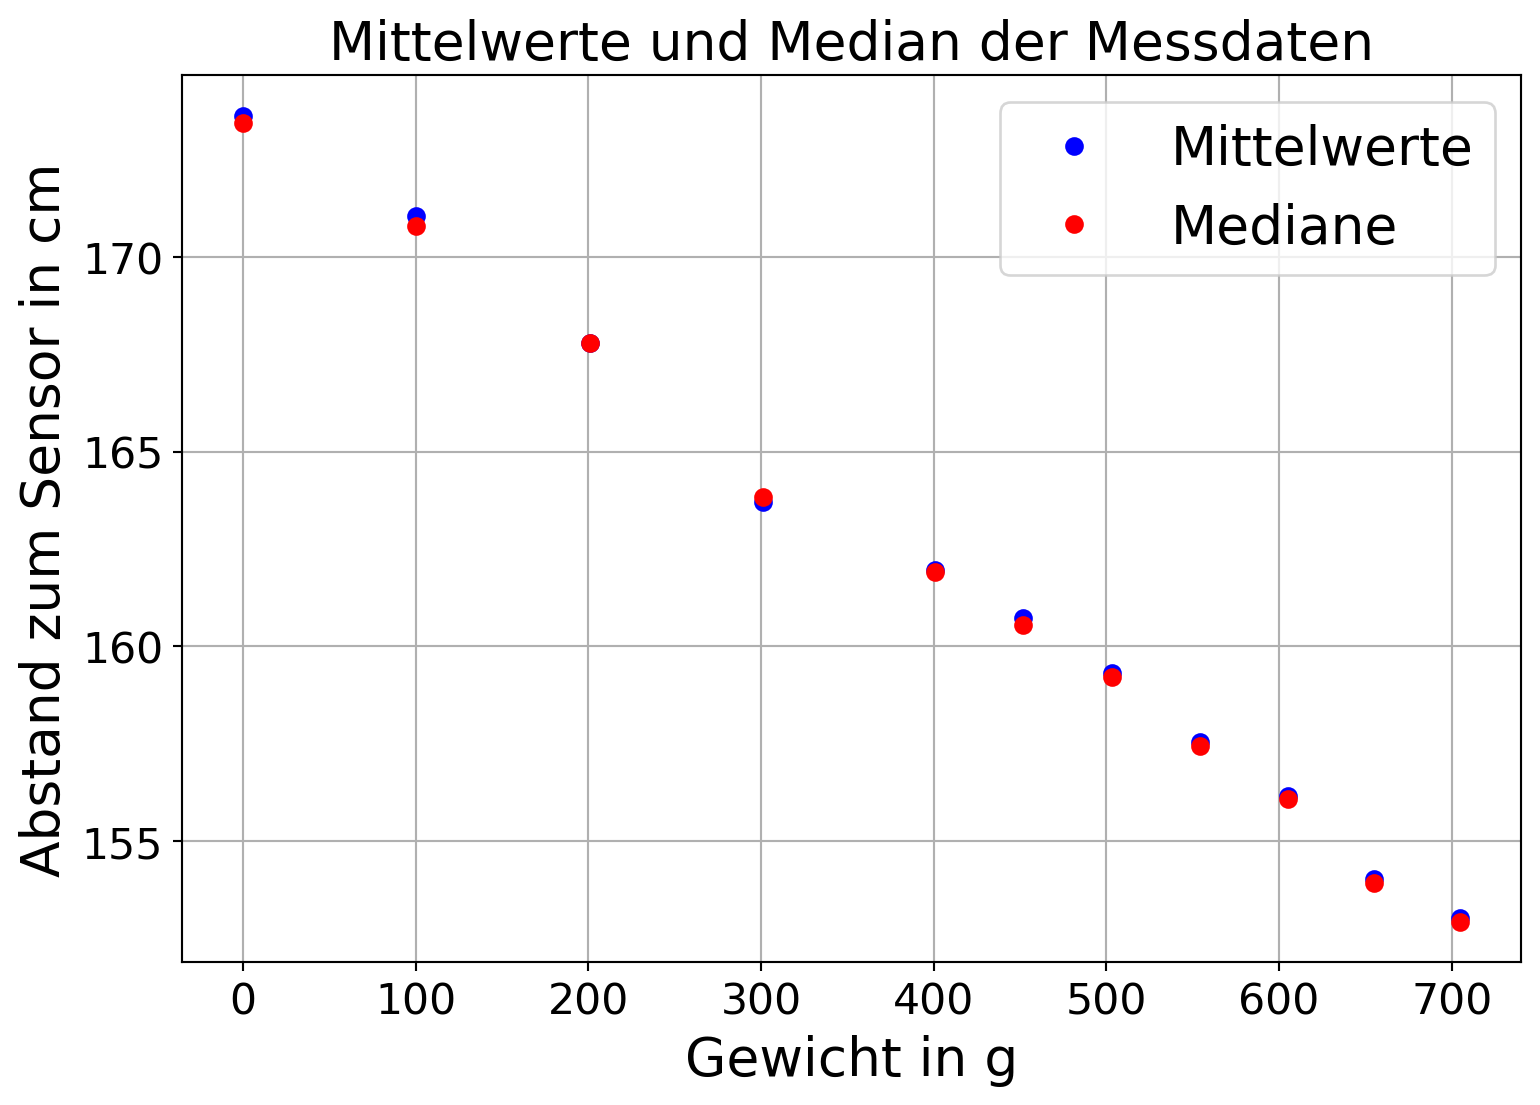 Mittelwerte und Median der Messdaten
Mittelwerte
Mediane
Abstand zum Sensor in cm
170
165
160
155
0 100 200 300 400 500 600 700
Gewicht in g